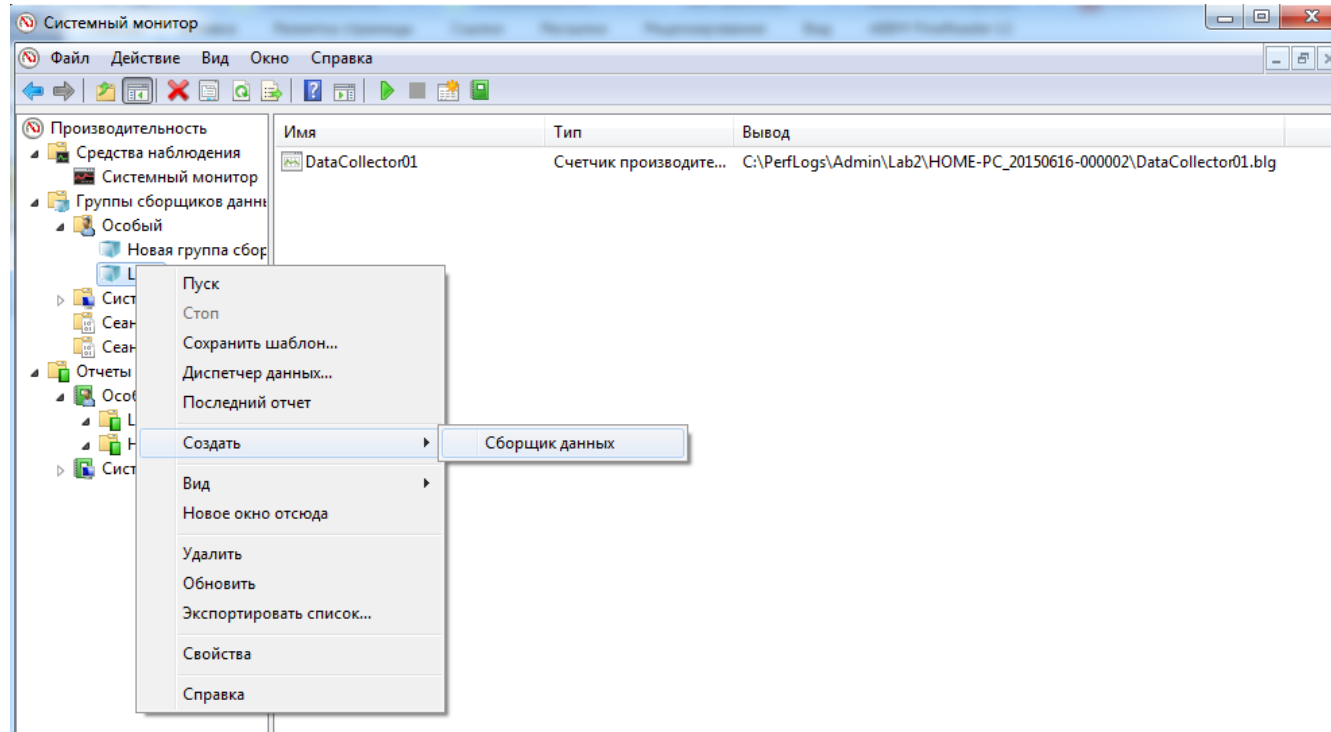 Системный монитор
Файл Действие Вид Окно Справка
Производительность
Средства наблюдения
Системный монитор
Группы сборщиков данны
Особый
Новая группа сбор
L
Сист
Сеан
Сеан
Отчеты
Особ
L
Н
Сист
Имя Тип Вывод
DataCollector01 Счетчик производите... C:\PerfLogs\Admin\Lab2\HOME-PC_20150616-000002\DataCollector01.blg
Пуск
Стоп
Сохранить шаблон...
Диспетчер данных...
Последний отчет
Создать
Сборщик данных
Вид
Новое окно отсюда
Удалить
Обновить
Экспортировать список...
Свойства
Справка